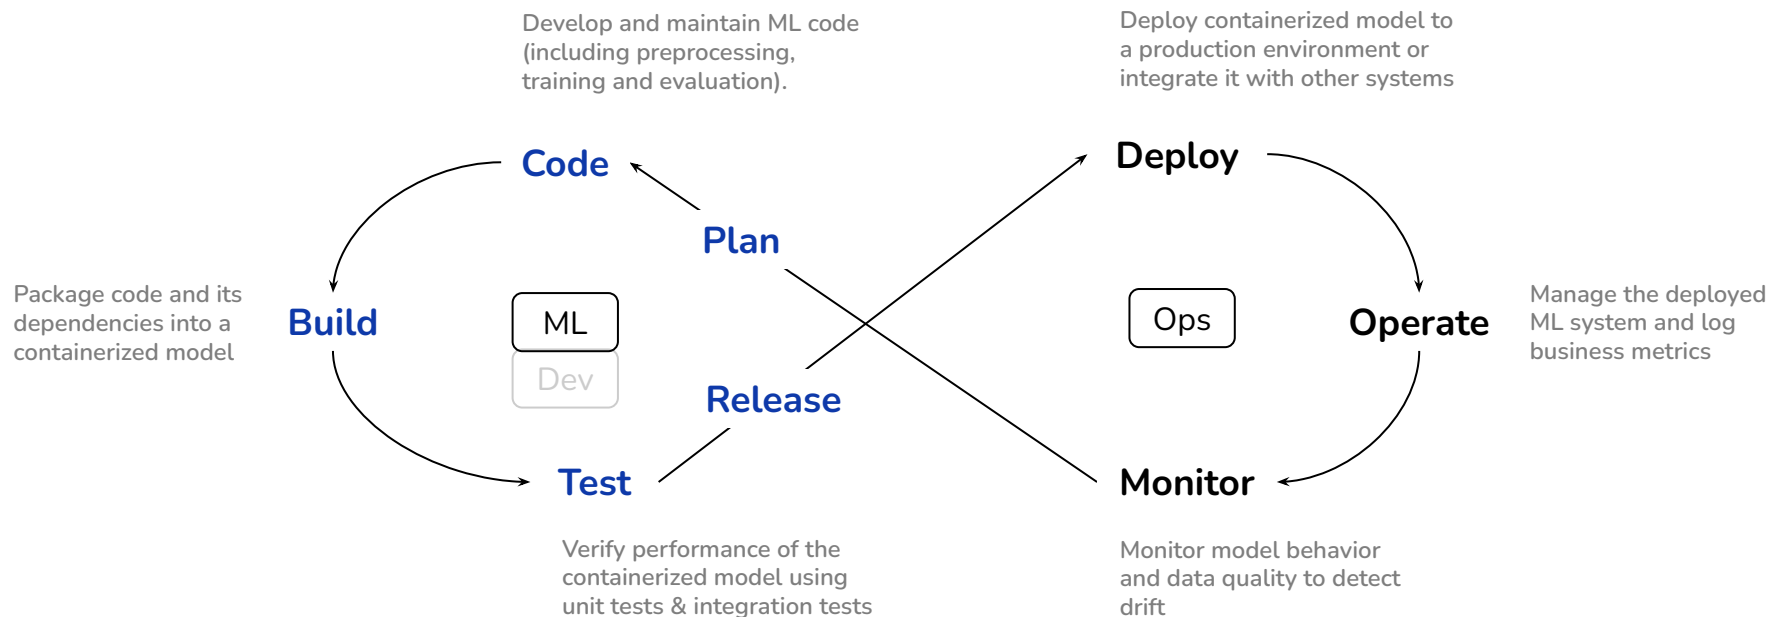 Develop and maintain ML code
(including preprocessing,
training and evaluation).
Deploy containerized model to
a production environment or
integrate it with other systems
Code
Deploy
Plan
Package code and its
dependencies into a
containerized model
Build
ML
Dev
Ops
Operate
Manage the deployed
ML system and log
business metrics
Release
Test
Monitor
Verify performance of the
containerized model using
unit tests & integration tests
Monitor model behavior
and data quality to detect
drift